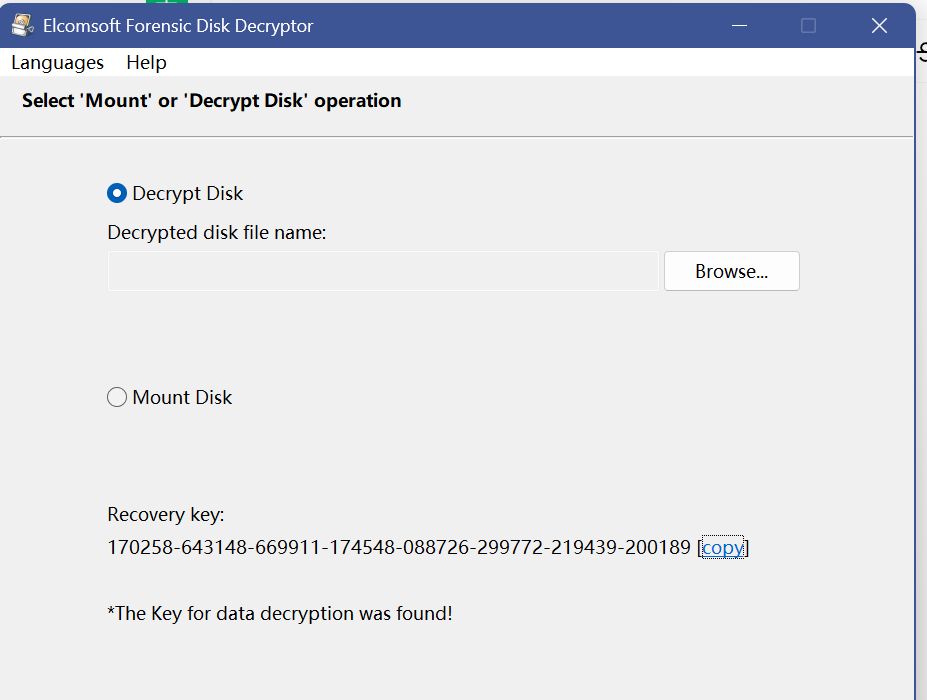 Elcomsoft Forensic Disk Decryptor
Languages Help
Select 'Mount' or 'Decrypt Disk' operation
Decrypt Disk
Decrypted disk file name:
Browse...
Mount Disk
Recovery key:
170258-643148-669911-174548-088726-299772-219439-200189 [copy]
*The Key for data decryption was found!